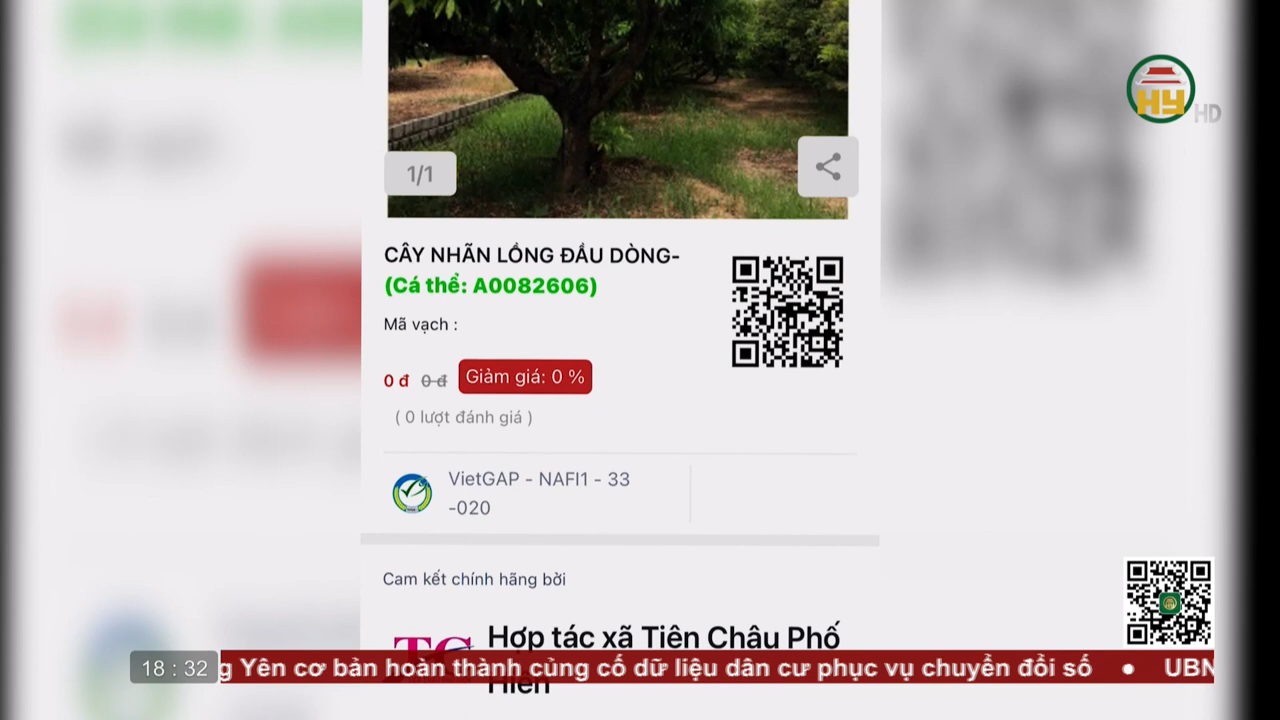 HY HD
1/1
CÂY NHÃN LỒNG ĐẦU DÒNG-
(Cá thể: A0082606)
Mã vạch :
0 đ 0 đ Giảm giá: 0 %
( 0 lượt đánh giá )
VietGAP - NAFI1 - 33
-020
Cam kết chính hãng bởi
TC Hợp tác xã Tiên Châu Phố
Hiến
18 : 32 g Yên cơ bản hoàn thành củng cố dữ liệu dân cư phục vụ chuyển đổi số • UBN